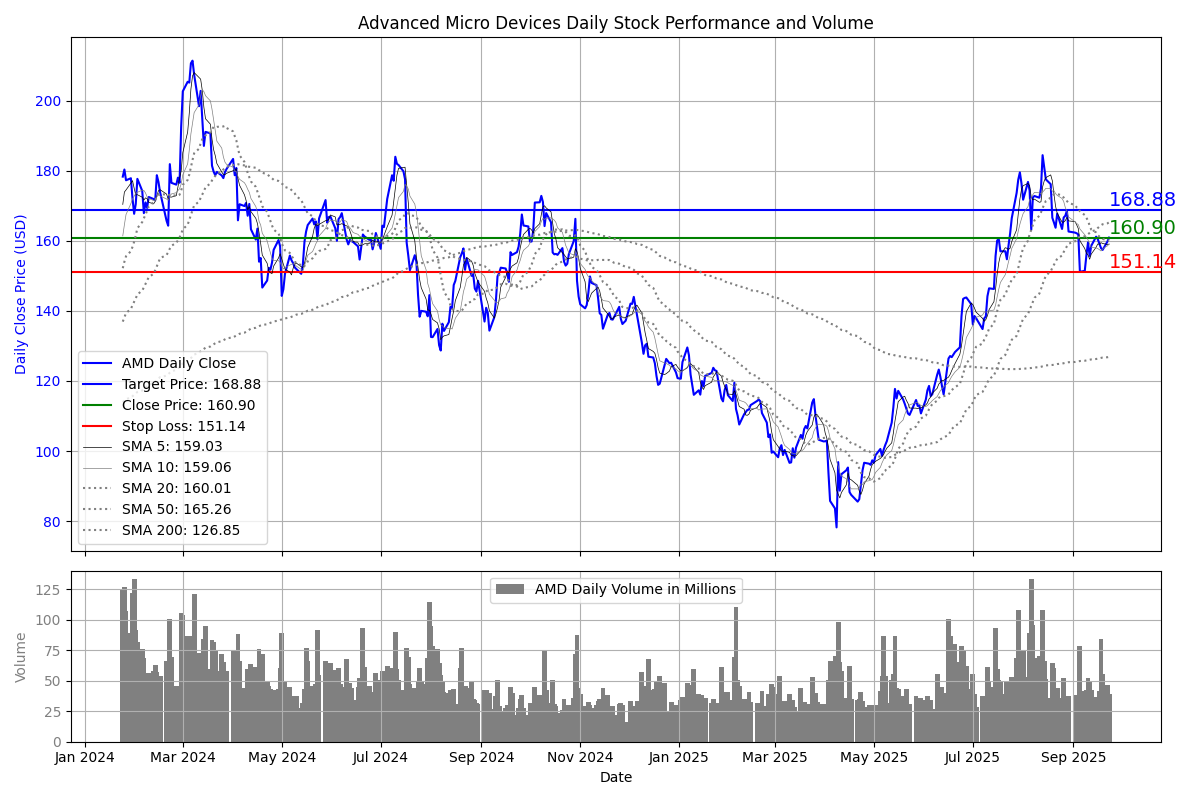 Advanced Micro Devices Daily Stock Performance and Volume
Daily Close Price (USD)
200
180
160
140
120
100
80
168.88
160.90
151.14
AMD Daily Close
Target Price: 168.88
Close Price: 160.90
Stop Loss: 151.14
SMA 5: 159.03
SMA 10: 159.06
SMA 20: 160.01
SMA 50: 165.26
SMA 200: 126.85
Volume
125
100
75
50
25
0
AMD Daily Volume in Millions
Jan 2024 Mar 2024 May 2024 Jul 2024 Sep 2024 Nov 2024 Jan 2025 Mar 2025 May 2025 Jul 2025 Sep 2025
Date